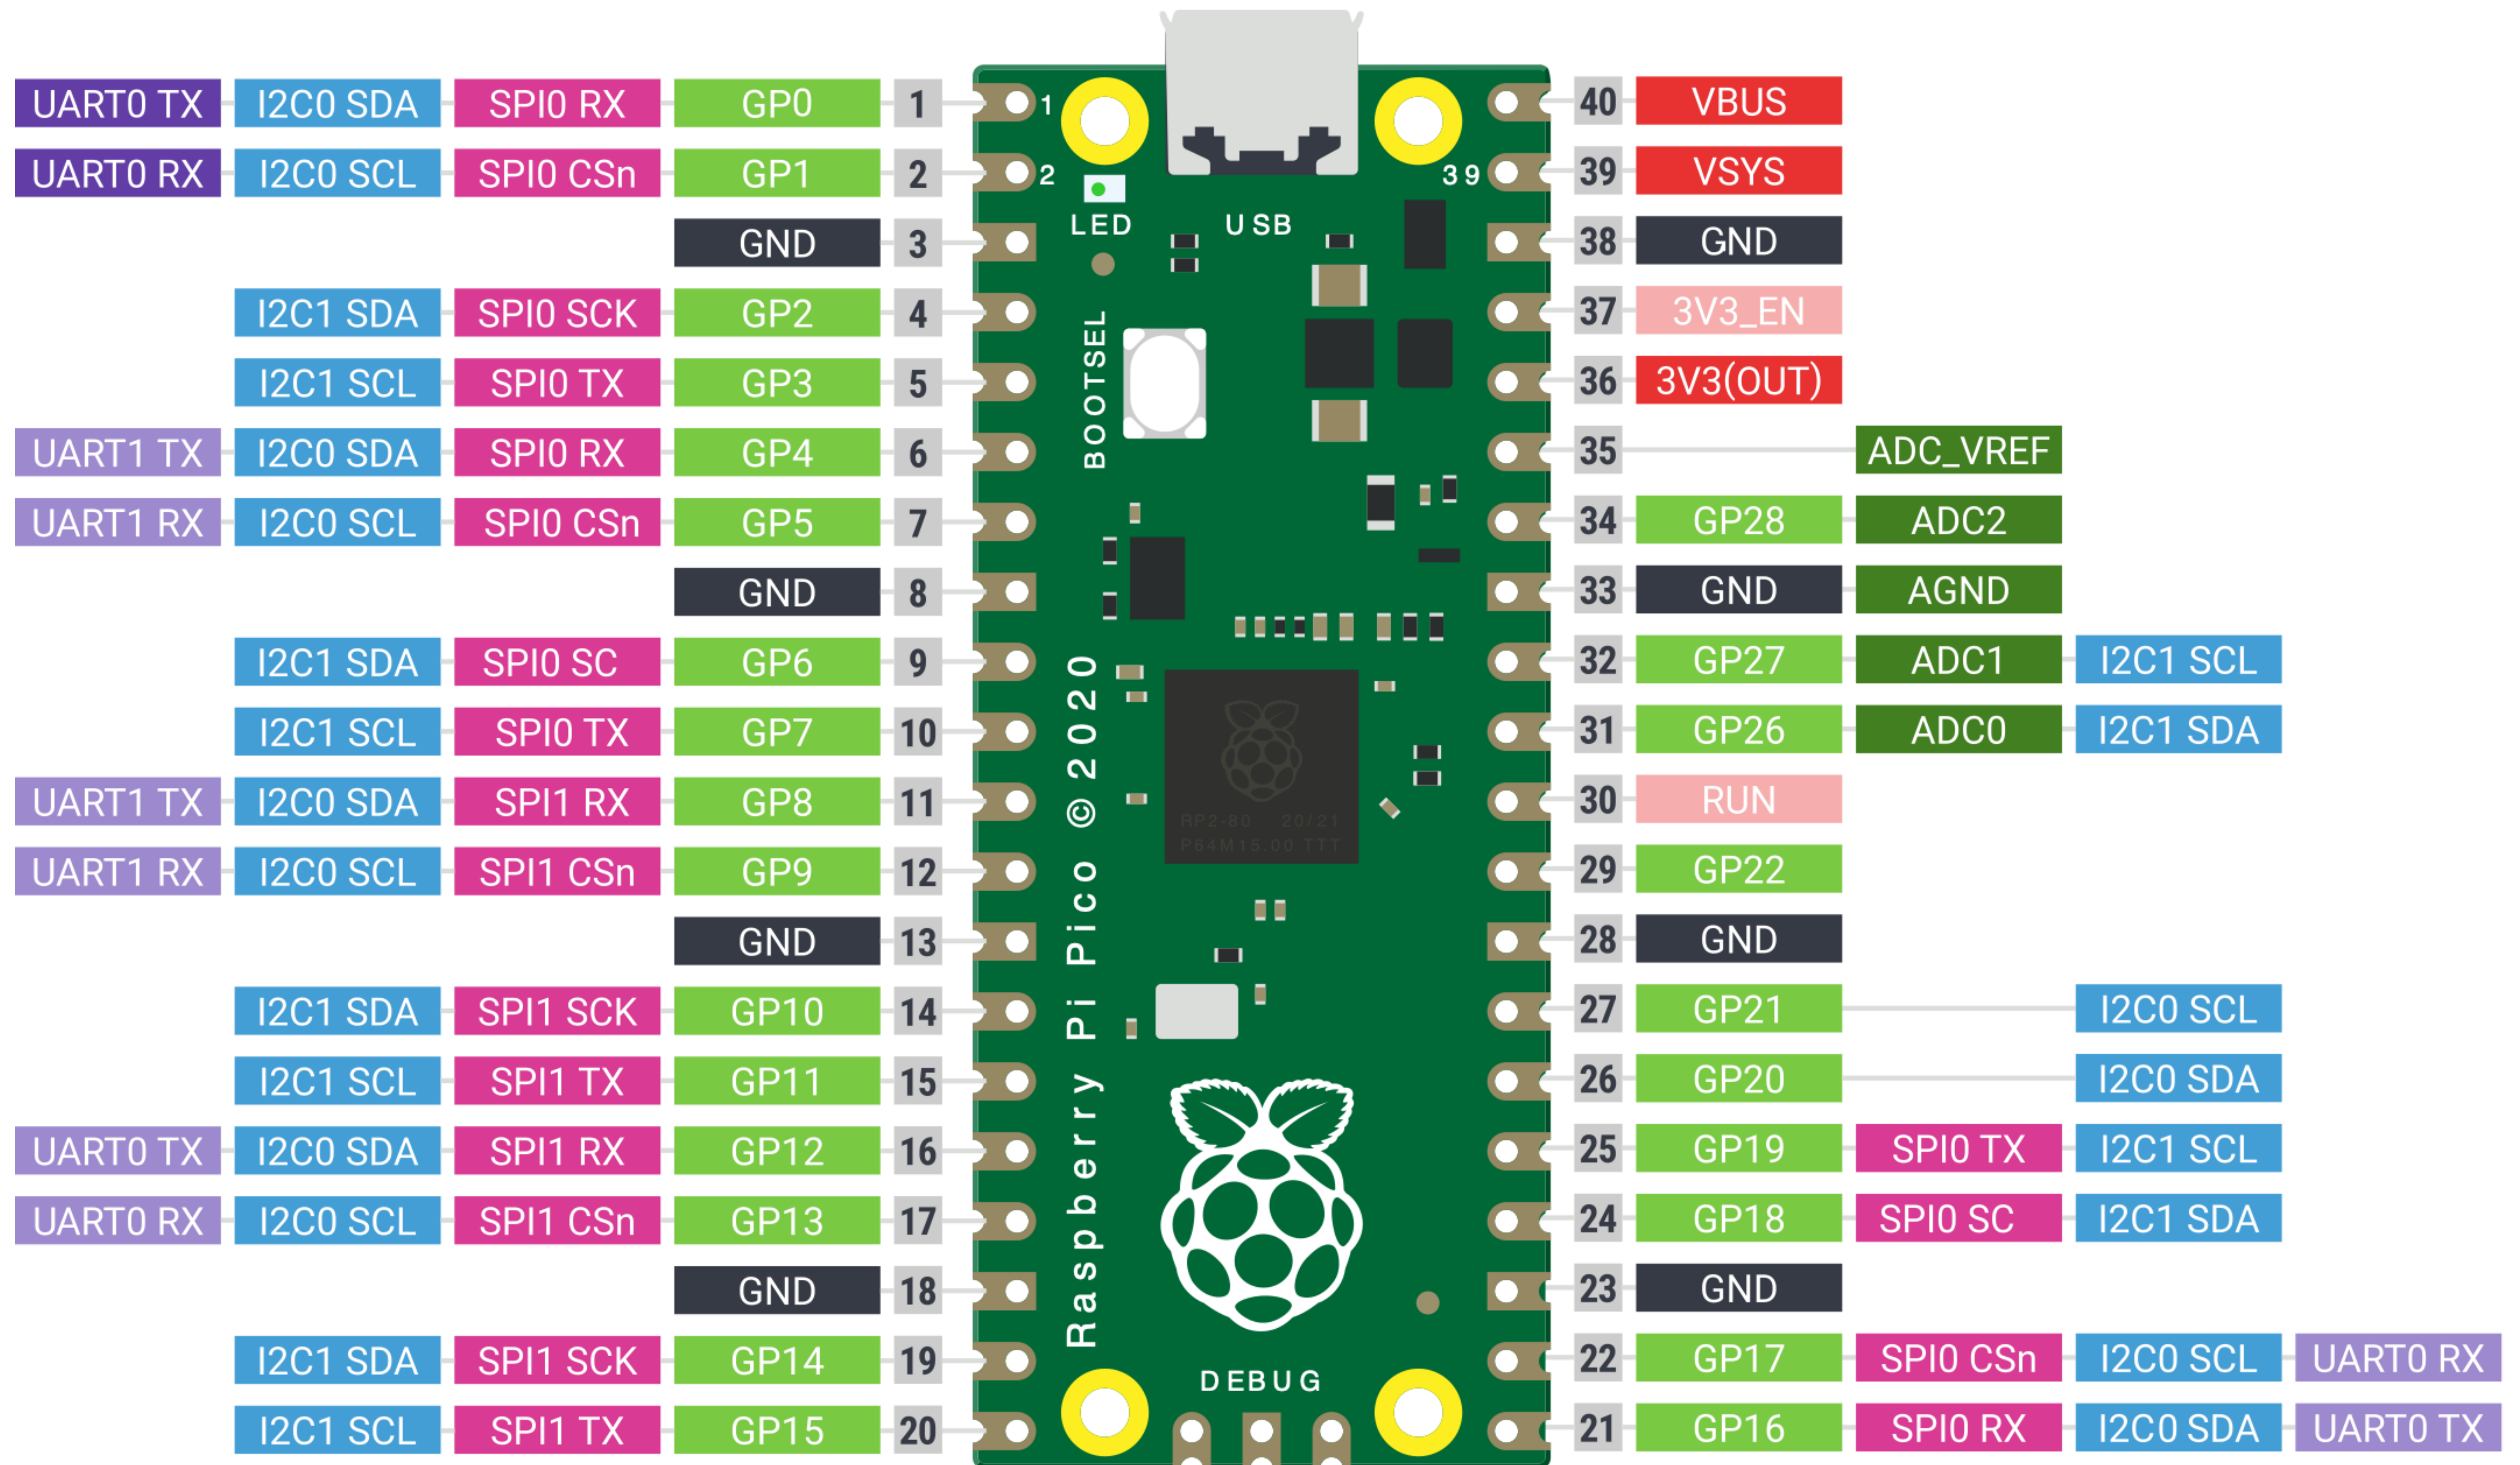 UART0 TX I2C0 SDA SPI0 RX GP0 1 1 40 VBUS
UART0 RX I2C0 SCL SPI0 CSn GP1 2 2 39 39 VSYS
LED USB
GND 3 38 GND
I2C1 SDA SPI0 SCK GP2 4 37 3V3_EN
I2C1 SCL SPI0 TX GP3 5 36 3V3(OUT)
BOOTSEL
UART1 TX I2C0 SDA SPI0 RX GP4 6 35 ADC_VREF
UART1 RX I2C0 SCL SPI0 CSn GP5 7 34 GP28 ADC2
GND 8 33 GND AGND
I2C1 SDA SPI0 SC GP6 9 32 GP27 ADC1 I2C1 SCL
I2C1 SCL SPI0 TX GP7 10 31 GP26 ADC0 I2C1 SDA
UART1 TX I2C0 SDA SPI1 RX GP8 11 30 RUN
RP2-80 20/21
P64M15.00 TTT
UART1 RX I2C0 SCL SPI1 CSn GP9 12 29 GP22
GND 13 28 GND
I2C1 SDA SPI1 SCK GP10 14 27 GP21 I2C0 SCL
I2C1 SCL SPI1 TX GP11 15 26 GP20 I2C0 SDA
Raspberry Pi Pico © 2020
UART0 TX I2C0 SDA SPI1 RX GP12 16 25 GP19 SPI0 TX I2C1 SCL
UART0 RX I2C0 SCL SPI1 CSn GP13 17 24 GP18 SPI0 SC I2C1 SDA
GND 18 23 GND
I2C1 SDA SPI1 SCK GP14 19 22 GP17 SPI0 CSn I2C0 SCL UART0 RX
DEBUG
I2C1 SCL SPI1 TX GP15 20 21 GP16 SPI0 RX I2C0 SDA UART0 TX